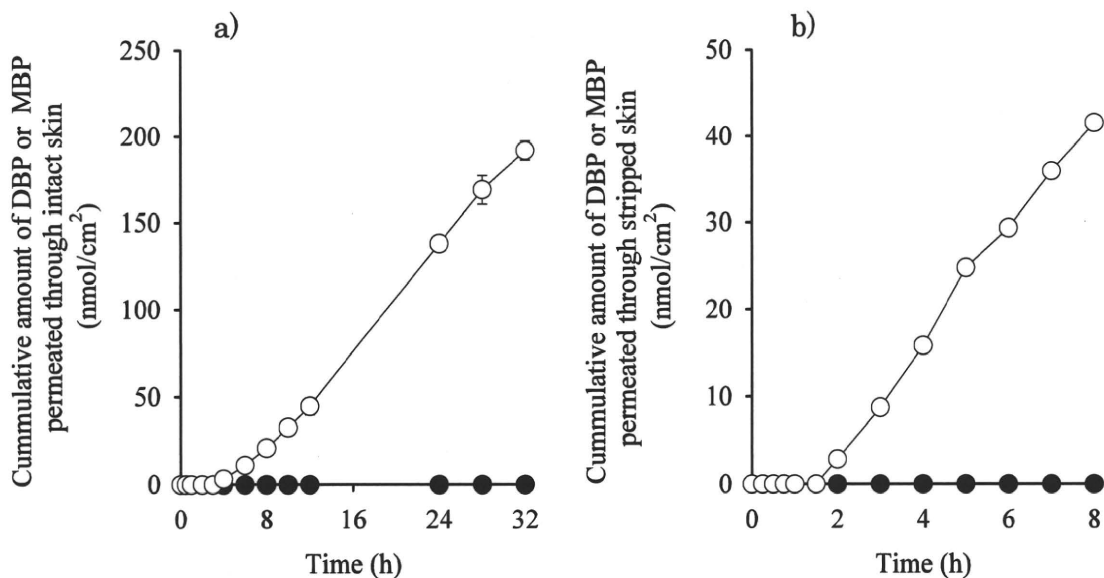 a)
Cummulative amount of DBP or MBP
permeated through intact skin
(nmol/cm²)
250
200
150
100
50
0
0
8
16
24
32
Time (h)
b)
Cummulative amount of DBP or MBP
permeated through stripped skin
(nmol/cm²)
50
40
30
20
10
0
0
2
4
6
8
Time (h)